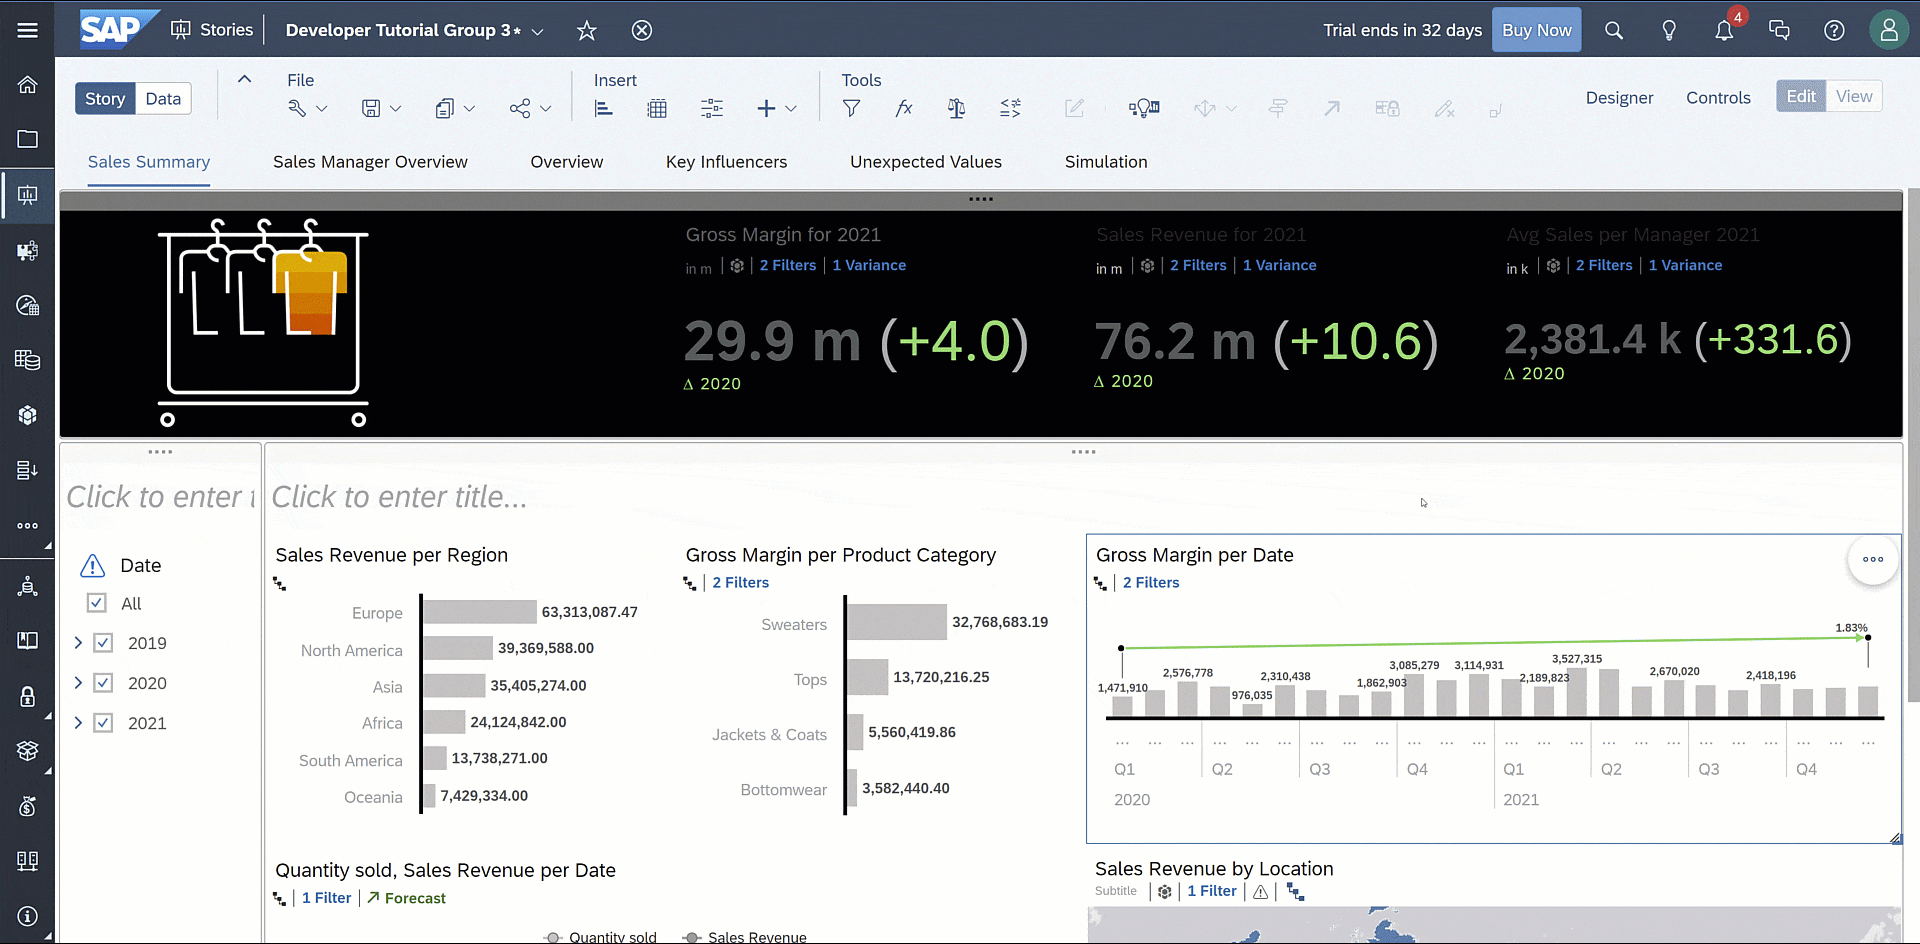 SAP Stories Developer Tutorial Group 3* Trial ends in 32 days Buy Now 4
File Insert Tools
Story Data Designer Controls Edit View
Sales Summary Sales Manager Overview Overview Key Influencers Unexpected Values Simulation
Gross Margin for 2021
in m 2 Filters 1 Variance
29.9 m (+4.0)
Δ 2020
Sales Revenue for 2021
in m 2 Filters 1 Variance
76.2 m (+10.6)
Δ 2020
Avg Sales per Manager 2021
in k 2 Filters 1 Variance
2,381.4 k (+331.6)
Δ 2020
Click to enter t
Date
All
2019
2020
2021
Click to enter title...
Sales Revenue per Region
Europe 63,313,087.47
North America 39,369,588.00
Asia 35,405,274.00
Africa 24,124,842.00
South America 13,738,271.00
Oceania 7,429,334.00
Gross Margin per Product Category
2 Filters
Sweaters 32,768,683.19
Tops 13,720,216.25
Jackets & Coats 5,560,419.86
Bottomwear 3,582,440.40
Gross Margin per Date
2 Filters
1.83%
1,471,910 2,576,778 976,035 2,310,438 1,862,903 3,085,279 3,114,931 2,189,823 3,527,315 2,670,020 2,418,196
... ... ... ... ... ... ... ... ... ... ... ... ... ... ... ... ... ... ... ... ... ... ... ...
Q1 Q2 Q3 Q4 Q1 Q2 Q3 Q4
2020 2021
Quantity sold, Sales Revenue per Date
1 Filter Forecast
Quantity sold Sales Revenue
Sales Revenue by Location
Subtitle 1 Filter